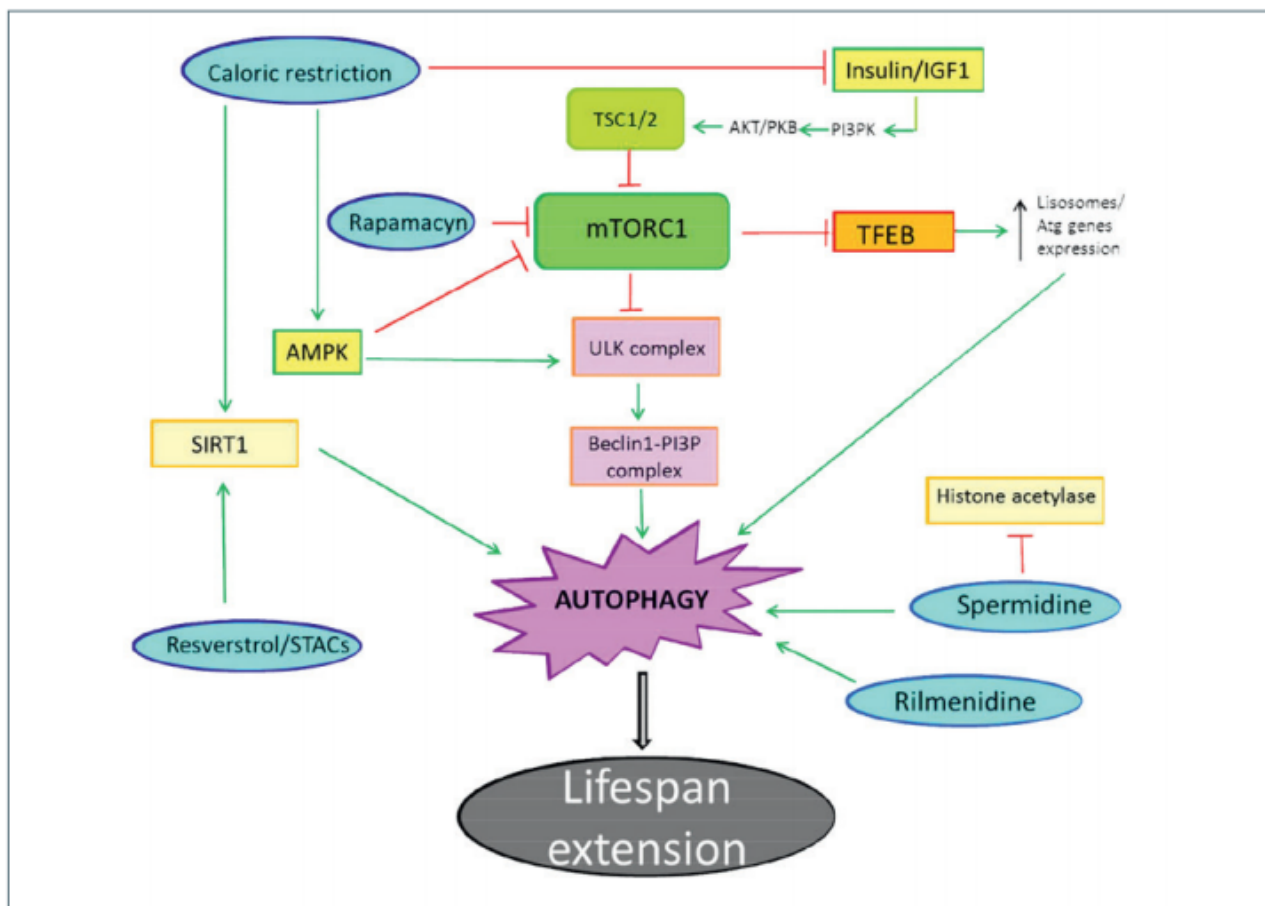 Caloric restriction
Insulin/IGF1
TSC1/2
AKT/PKB
PI3PK
Rapamacyn
mTORC1
TFEB
Lisosomes/
Atg genes
expression
AMPK
ULK complex
SIRT1
Beclin1-PI3P
complex
Histone acetylase
AUTOPHAGY
Spermidine
Resverstrol/STACs
Rilmenidine
Lifespan
extension